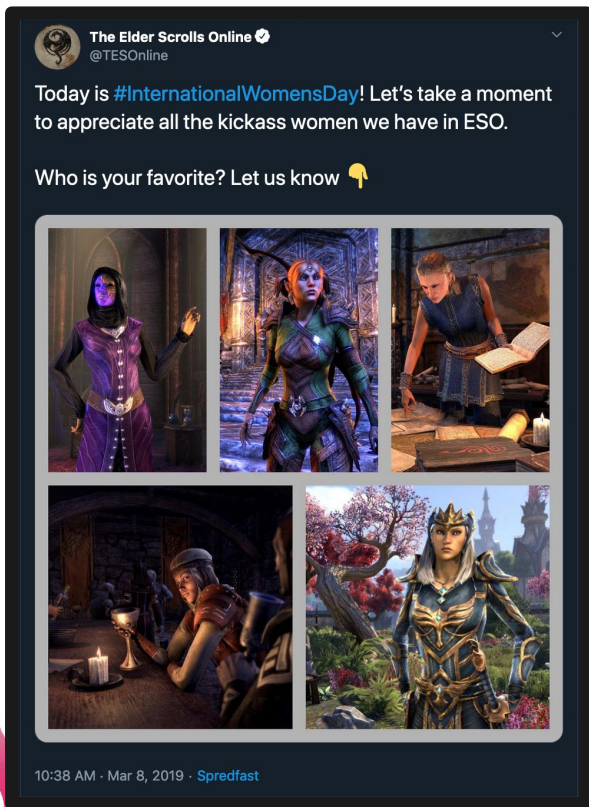 The Elder Scrolls Online
@TESOnline
Today is #InternationalWomensDay! Let's take a moment
to appreciate all the kickass women we have in ESO.
Who is your favorite? Let us know 👇
10:38 AM · Mar 8, 2019 · Spredfast